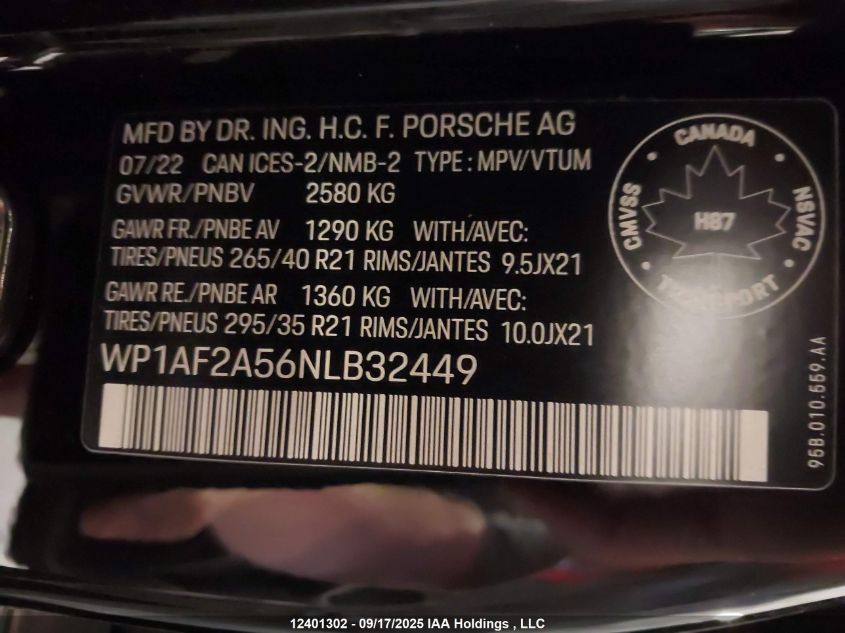 MFD BY DR. ING. H.C. F. PORSCHE AG
07/22 CAN ICES-2/NMB-2 TYPE : MPV/VTUM
GVWR/PNBV 2580 KG
GAWR FR./PNBE AV 1290 KG WITH/AVEC:
TIRES/PNEUS 265/40 R21 RIMS/JANTES 9.5JX21
GAWR RE./PNBE AR 1360 KG WITH/AVEC:
TIRES/PNEUS 295/35 R21 RIMS/JANTES 10.0JX21
WP1AF2A56NLB32449
CANADA
CMVSS
H87
NSVAC
TRANSPORT
95B.010.559.AA
12401302 - 09/17/2025 IAA Holdings , LLC